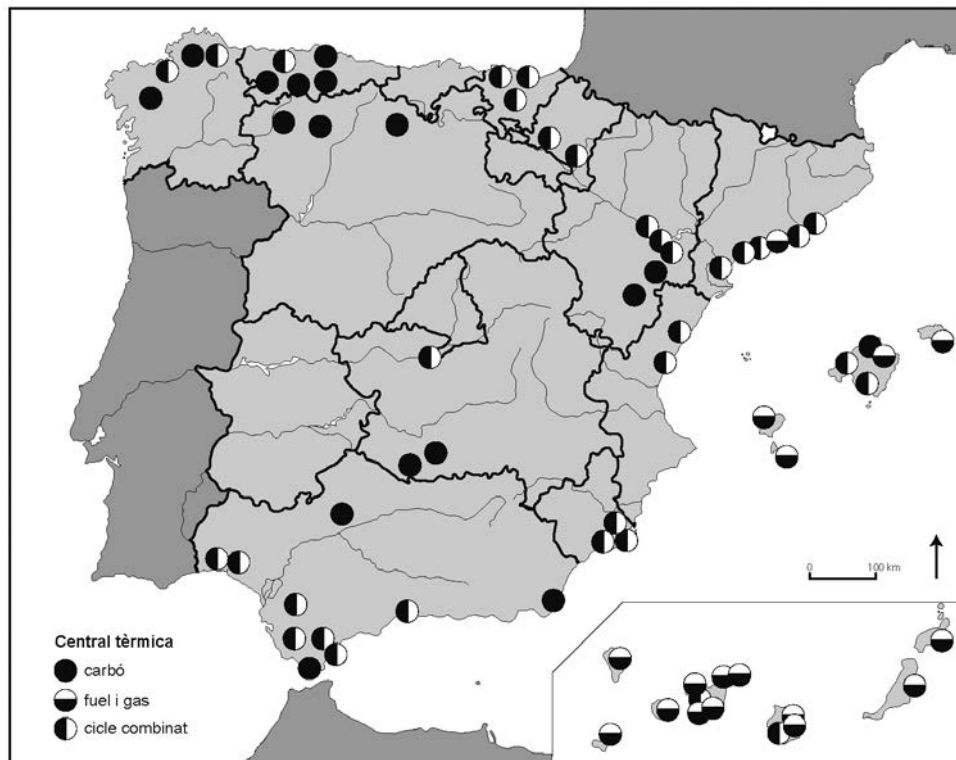 0 100 km
Central tèrmica
carbó
fuel i gas
cicle combinat